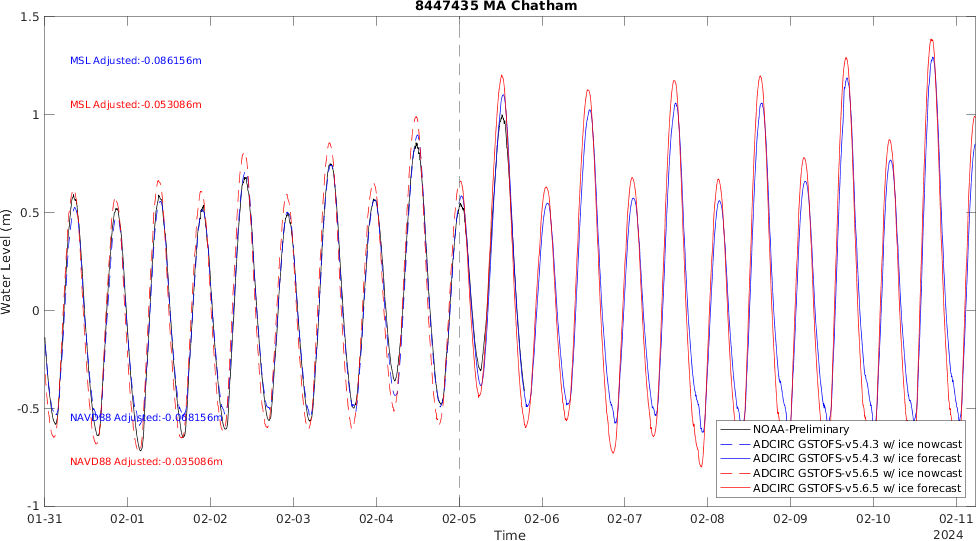 8447435 MA Chatham
1.5
MSL Adjusted:-0.086156m
MSL Adjusted:-0.053086m
1
0.5
Water Level (m)
0
-0.5
NAVD88 Adjusted:-0.068156m
NAVD88 Adjusted:-0.035086m
NOAA-Preliminary
ADCIRC GSTOFS-v5.4.3 w/ ice nowcast
ADCIRC GSTOFS-v5.4.3 w/ ice forecast
ADCIRC GSTOFS-v5.6.5 w/ ice nowcast
ADCIRC GSTOFS-v5.6.5 w/ ice forecast
-1
01-31 02-01 02-02 02-03 02-04 02-05 02-06 02-07 02-08 02-09 02-10 02-11
Time
2024